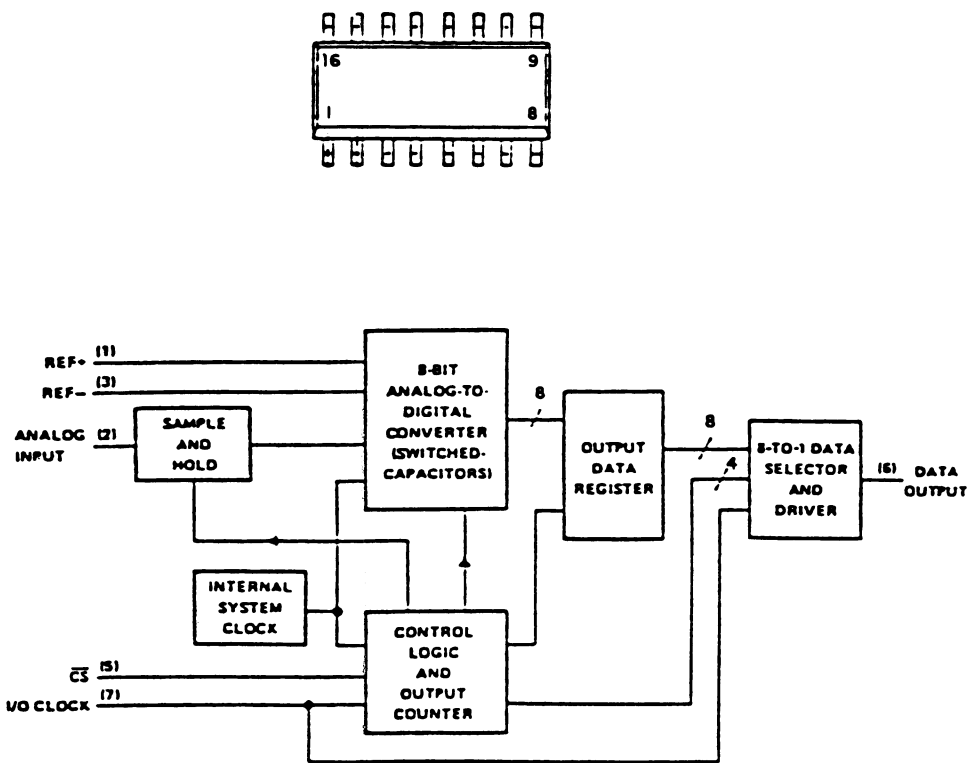 16 9
1 8
REF+ (1)
REF− (3)
ANALOG
INPUT
(2)
SAMPLE
AND
HOLD
8-BIT
ANALOG-TO-
DIGITAL
CONVERTER
(SWITCHED-
CAPACITORS)
8
OUTPUT
DATA
REGISTER
8
4
8-TO-1 DATA
SELECTOR
AND
DRIVER
(6)
DATA
OUTPUT
INTERNAL
SYSTEM
CLOCK
CONTROL
LOGIC
AND
OUTPUT
COUNTER
C̅S̅ (5)
I/O CLOCK (7)